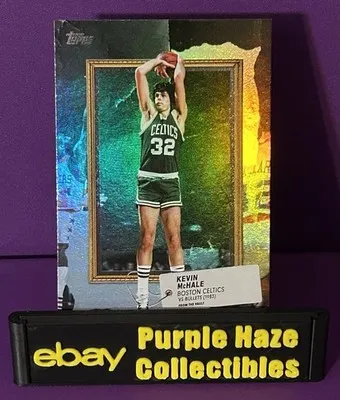 Topps
CELTICS
32
KEVIN
McHALE
BOSTON CELTICS
VS BULLETS (1983)
FROM THE VAULT
ebay
Purple Haze
Collectibles